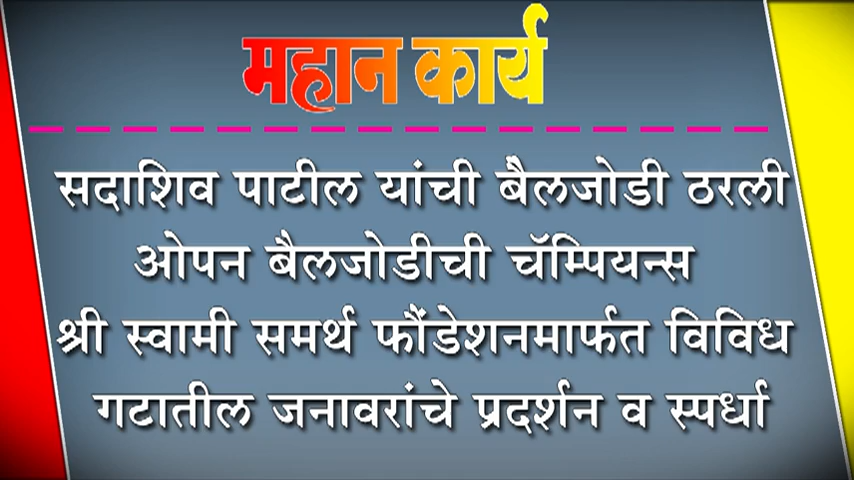 महान कार्य
सदाशिव पाटील यांची बैलजोडी ठरली
ओपन बैलजोडीची चॅम्पियन्स
श्री स्वामी समर्थ फौंडेशनमार्फत विविध
गटातील जनावरांचे प्रदर्शन व स्पर्धा